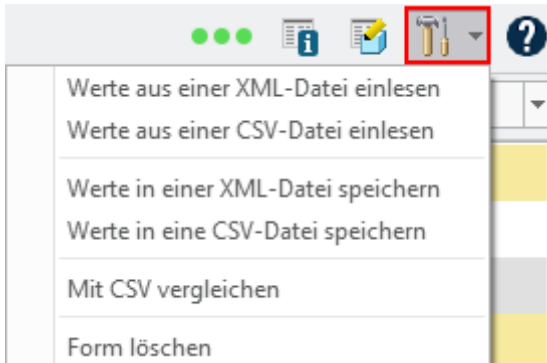 Werte aus einer XML-Datei einlesen
Werte aus einer CSV-Datei einlesen
Werte in einer XML-Datei speichern
Werte in eine CSV-Datei speichern
Mit CSV vergleichen
Form löschen